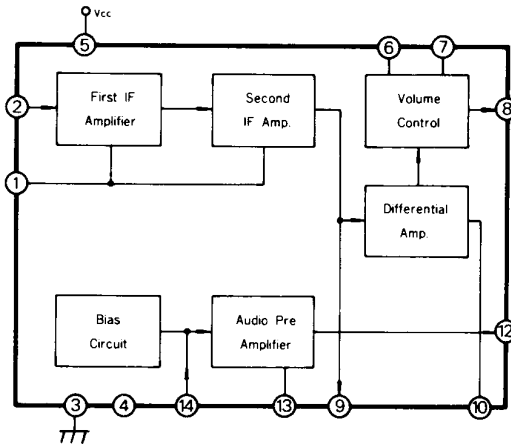 Vcc
5
6
7
2
First IF
Amplifier
Second
IF Amp.
Volume
Control
8
1
Differential
Amp.
Bias
Circuit
Audio Pre
Amplifier
12
3
4
14
13
9
10